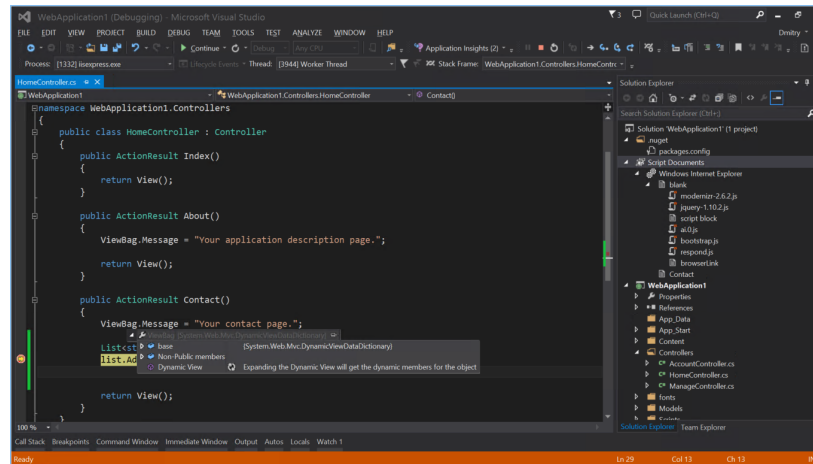 WebApplication1 (Debugging) - Microsoft Visual Studio
3
Quick Launch (Ctrl+Q)
FILE EDIT VIEW PROJECT BUILD DEBUG TEAM TOOLS TEST ANALYZE WINDOW HELP
Dmitry
Continue Debug Any CPU Application Insights (2)
Process: [1332] iisexpress.exe Lifecycle Events Thread: [3944] Worker Thread Stack Frame: WebApplication1.Controllers.HomeContrc
HomeController.cs
WebApplication1 WebApplication1.Controllers.HomeController Contact()
namespace WebApplication1.Controllers
{
public class HomeController : Controller
{
public ActionResult Index()
{
return View();
}
public ActionResult About()
{
ViewBag.Message = "Your application description page.";
return View();
}
public ActionResult Contact()
{
ViewBag.Message = "Your contact page.";
ViewBag {System.Web.Mvc.DynamicViewDataDictionary}
List<st
base {System.Web.Mvc.DynamicViewDataDictionary}
list.Ad
Non-Public members
Dynamic View Expanding the Dynamic View will get the dynamic members for the object
return View();
}
}
100 %
Call Stack Breakpoints Command Window Immediate Window Output Autos Locals Watch 1
Ready
Ln 29 Col 13 Ch 13
Solution Explorer
Search Solution Explorer (Ctrl+;)
Solution 'WebApplication1' (1 project)
.nuget
packages.config
Script Documents
Windows Internet Explorer
blank
modernizr-2.6.2.js
jquery-1.10.2.js
script block
ai.0.js
bootstrap.js
respond.js
browserLink
Contact
WebApplication1
Properties
References
App_Data
App_Start
Content
Controllers
C# AccountController.cs
C# HomeController.cs
C# ManageController.cs
fonts
Models
Scripts
Solution Explorer Team Explorer